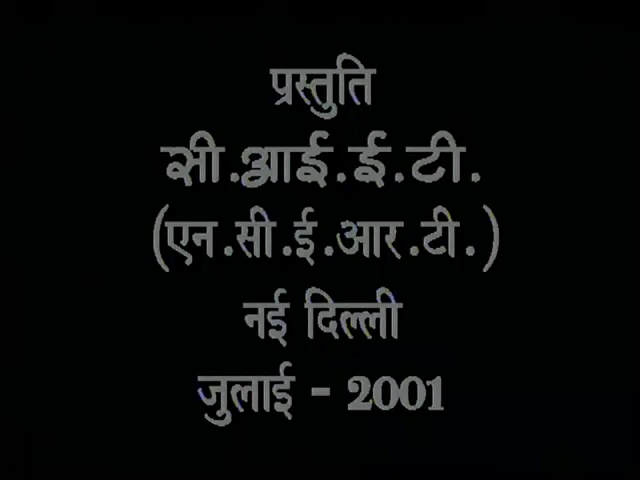 प्रस्तुति
सी.आई.ई.टी.
(एन.सी.ई.आर.टी.)
नई दिल्ली
जुलाई - 2001